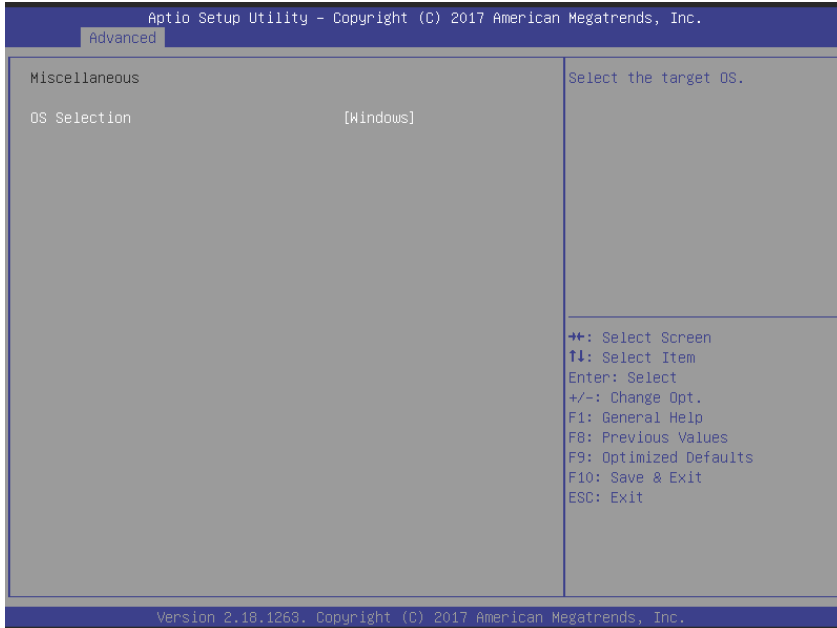 Aptio Setup Utility – Copyright (C) 2017 American Megatrends, Inc.
Advanced
Miscellaneous
OS Selection [Windows]
Select the target OS.
→←: Select Screen
↑↓: Select Item
Enter: Select
+/-: Change Opt.
F1: General Help
F8: Previous Values
F9: Optimized Defaults
F10: Save & Exit
ESC: Exit
Version 2.18.1263. Copyright (C) 2017 American Megatrends, Inc.